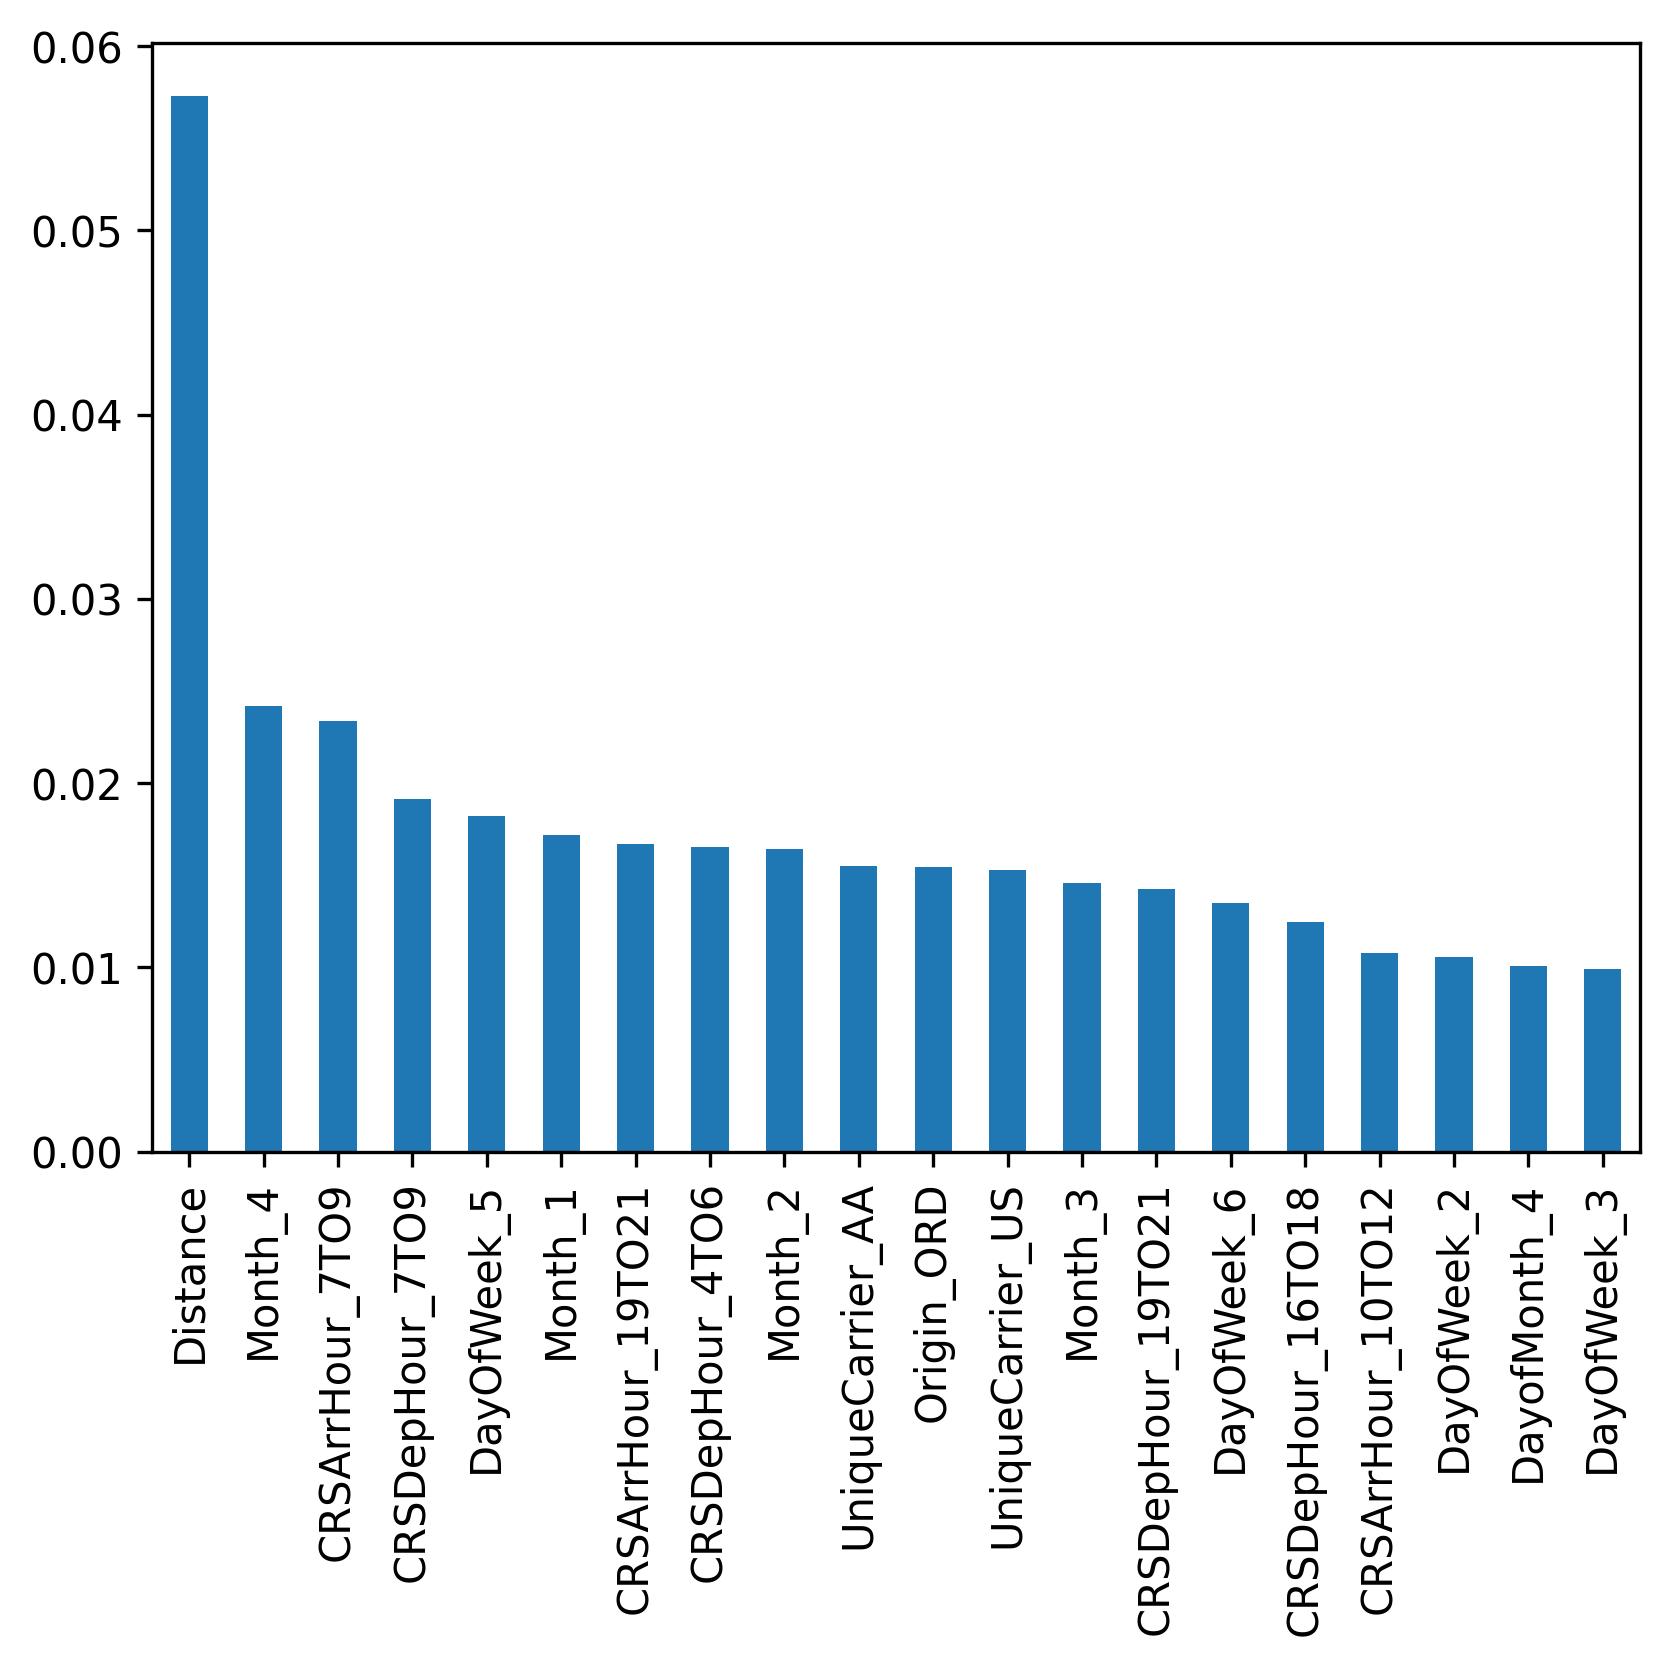 0.06
0.05
0.04
0.03
0.02
0.01
0.00
Distance
Month_4
CRSArrHour_7TO9
CRSDepHour_7TO9
DayOfWeek_5
Month_1
CRSArrHour_19TO21
CRSDepHour_4TO6
Month_2
UniqueCarrier_AA
Origin_ORD
UniqueCarrier_US
Month_3
CRSDepHour_19TO21
DayOfWeek_6
CRSDepHour_16TO18
CRSArrHour_10TO12
DayOfWeek_2
DayofMonth_4
DayOfWeek_3